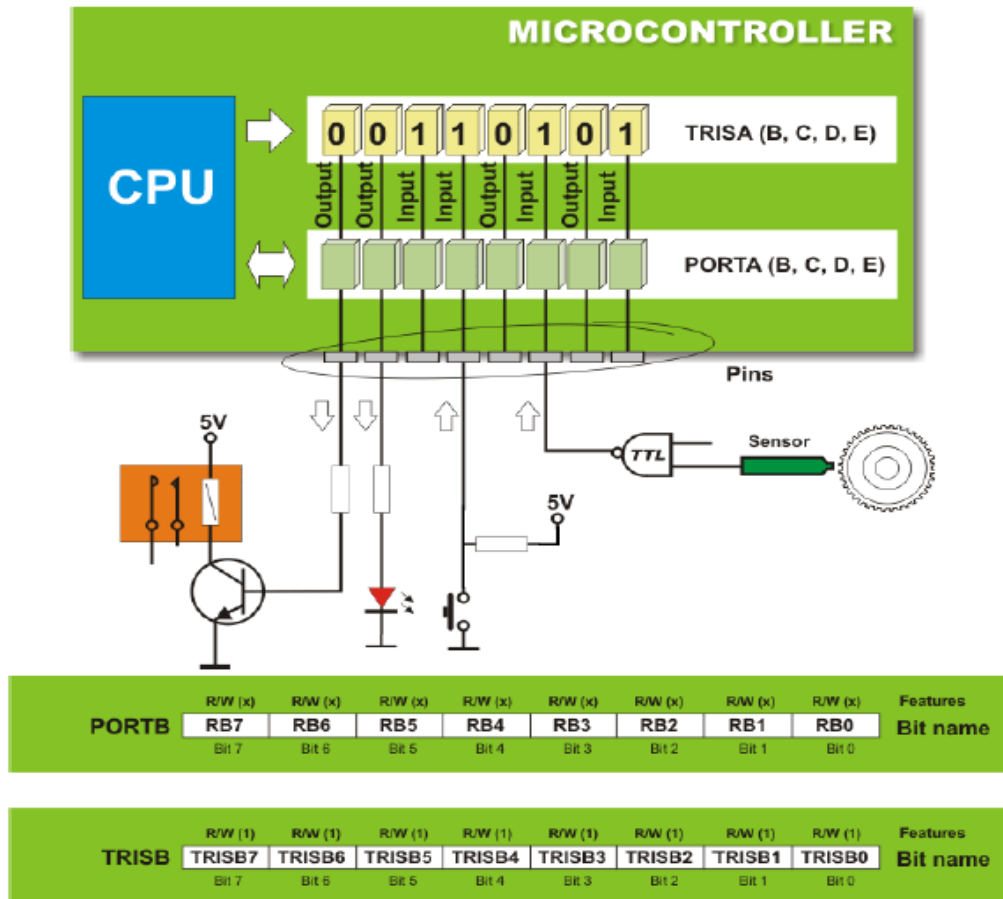 MICROCONTROLLER
CPU
0 0 1 1 0 1 0 1 TRISA (B, C, D, E)
Output Output Input Input Output Input Output Input
PORTA (B, C, D, E)
Pins
5V
TTL
Sensor
5V
R/W (x) R/W (x) R/W (x) R/W (x) R/W (x) R/W (x) R/W (x) R/W (x) Features
PORTB RB7 RB6 RB5 RB4 RB3 RB2 RB1 RB0 Bit name
Bit 7 Bit 6 Bit 5 Bit 4 Bit 3 Bit 2 Bit 1 Bit 0
R/W (1) R/W (1) R/W (1) R/W (1) R/W (1) R/W (1) R/W (1) R/W (1) Features
TRISB TRISB7 TRISB6 TRISB5 TRISB4 TRISB3 TRISB2 TRISB1 TRISB0 Bit name
Bit 7 Bit 6 Bit 5 Bit 4 Bit 3 Bit 2 Bit 1 Bit 0